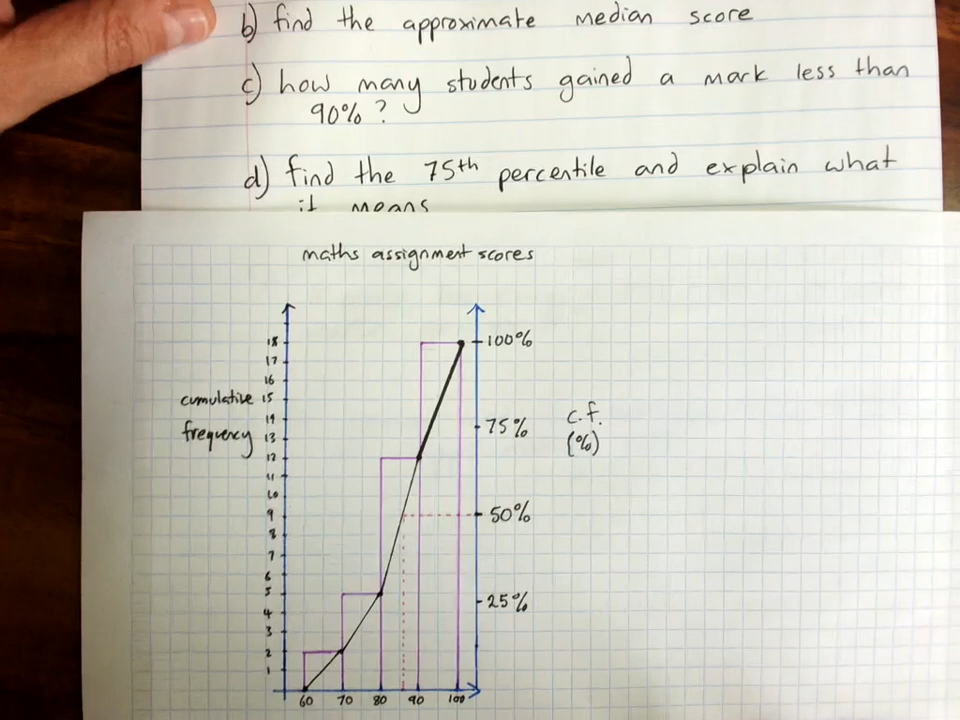 b) find the approximate median score
c) how many students gained a mark less than
90% ?
d) find the 75th percentile and explain what
it means
maths assignment scores
18
17
16
cumulative 15
14
frequency 13
12
11
10
9
8
7
6
5
4
3
2
1
100%
75%
c.f.
(%)
50%
25%
60 70 80 90 100